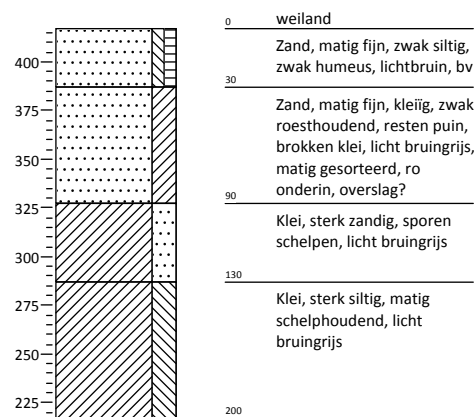 0 weiland
Zand, matig fijn, zwak siltig,
zwak humeus, lichtbruin, bv
30
Zand, matig fijn, kleiïg, zwak
roesthoudend, resten puin,
brokken klei, licht bruingrijs,
matig gesorteerd, ro
onderin, overslag?
90
Klei, sterk zandig, sporen
schelpen, licht bruingrijs
130
Klei, sterk siltig, matig
schelphoudend, licht
bruingrijs
200
400
375
350
325
300
275
250
225